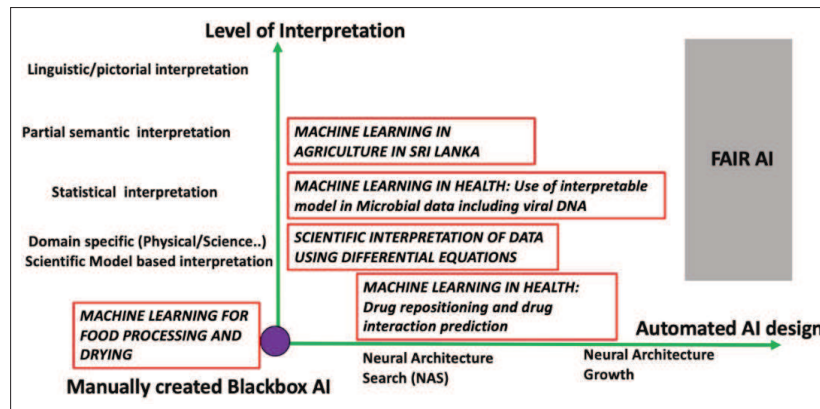 Level of Interpretation
Linguistic/pictorial interpretation
Partial semantic interpretation
MACHINE LEARNING IN
AGRICULTURE IN SRI LANKA
FAIR AI
Statistical interpretation
MACHINE LEARNING IN HEALTH: Use of interpretable
model in Microbial data including viral DNA
Domain specific (Physical/Science..)
Scientific Model based interpretation
SCIENTIFIC INTERPRETATION OF DATA
USING DIFFERENTIAL EQUATIONS
MACHINE LEARNING IN HEALTH:
Drug repositioning and drug
interaction prediction
MACHINE LEARNING FOR
FOOD PROCESSING AND
DRYING
Automated AI design
Manually created Blackbox AI
Neural Architecture
Search (NAS)
Neural Architecture
Growth